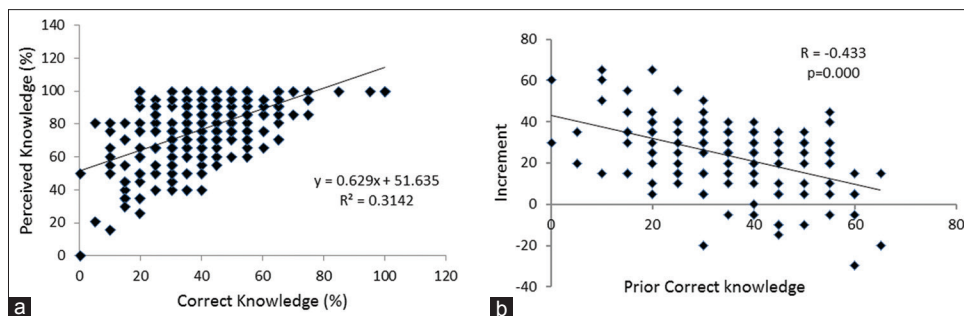 140
120
100
80
60
40
20
0
Perceived Knowledge (%)
y = 0.629x + 51.635
R² = 0.3142
0 20 40 60 80 100 120
Correct Knowledge (%)
a
80
60
40
20
0
-20
-40
Increment
R = -0.433
p=0.000
0 20 40 60 80
Prior Correct knowledge
b